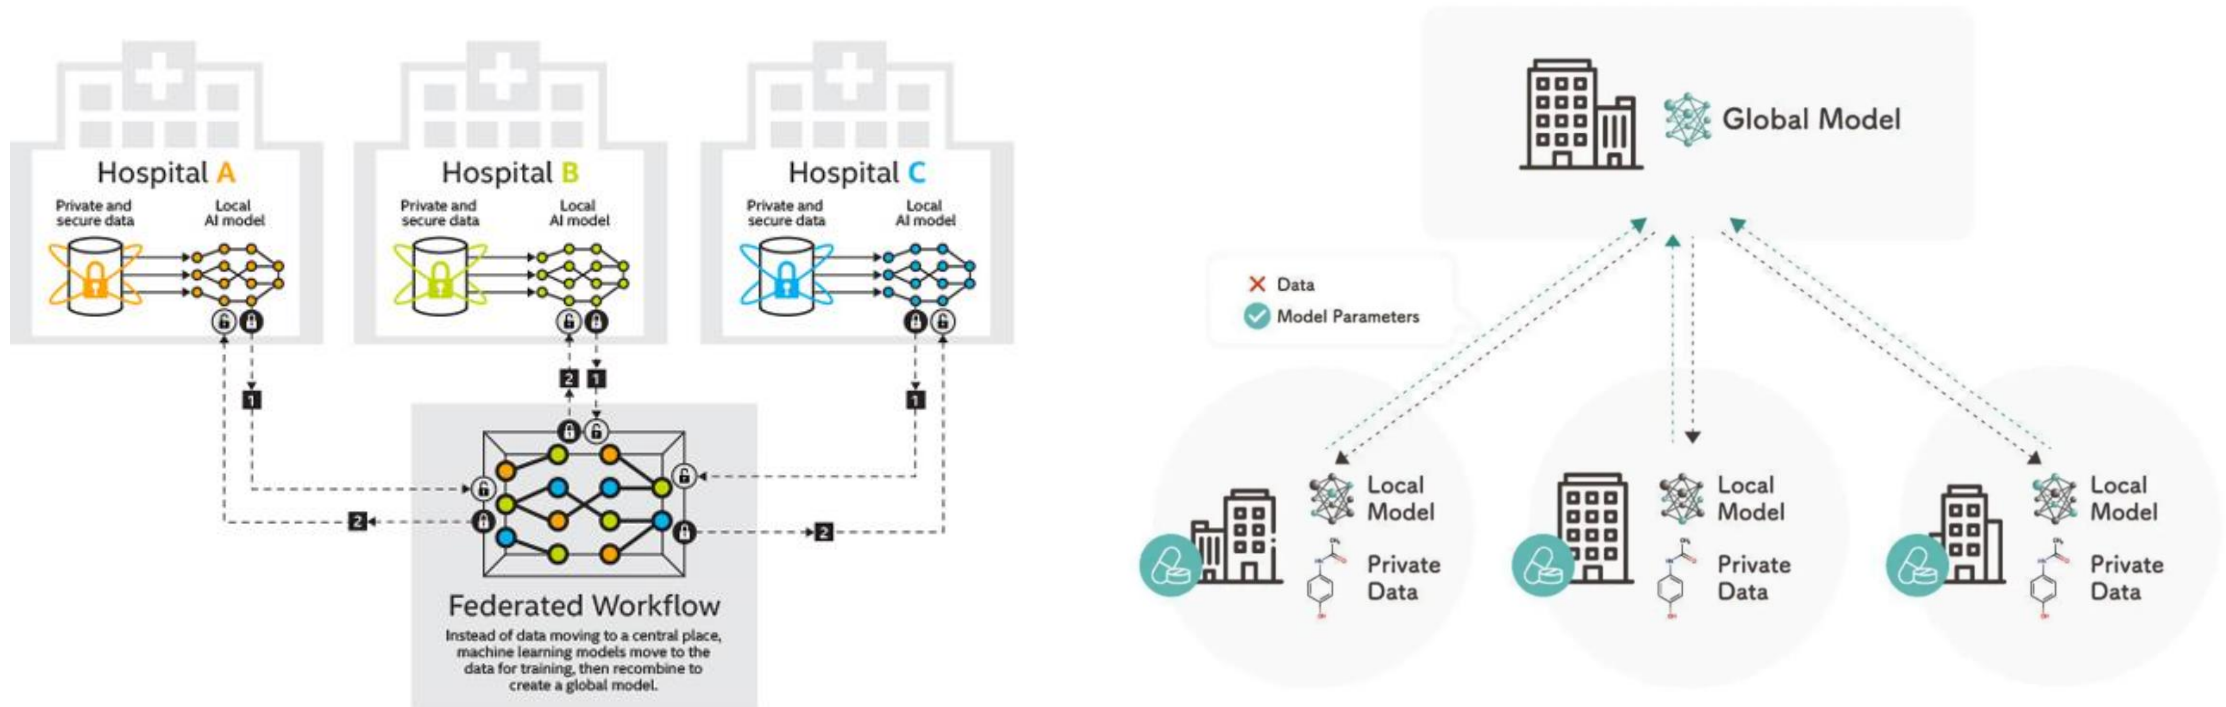 Hospital A
Private and
secure data
Local
AI model
Hospital B
Private and
secure data
Local
AI model
Hospital C
Private and
secure data
Local
AI model
1
2
2
1
1
2
Federated Workflow
Instead of data moving to a central place,
machine learning models move to the
data for training, then recombine to
create a global model.
Global Model
Data
Model Parameters
Local
Model
Private
Data
Local
Model
Private
Data
Local
Model
Private
Data